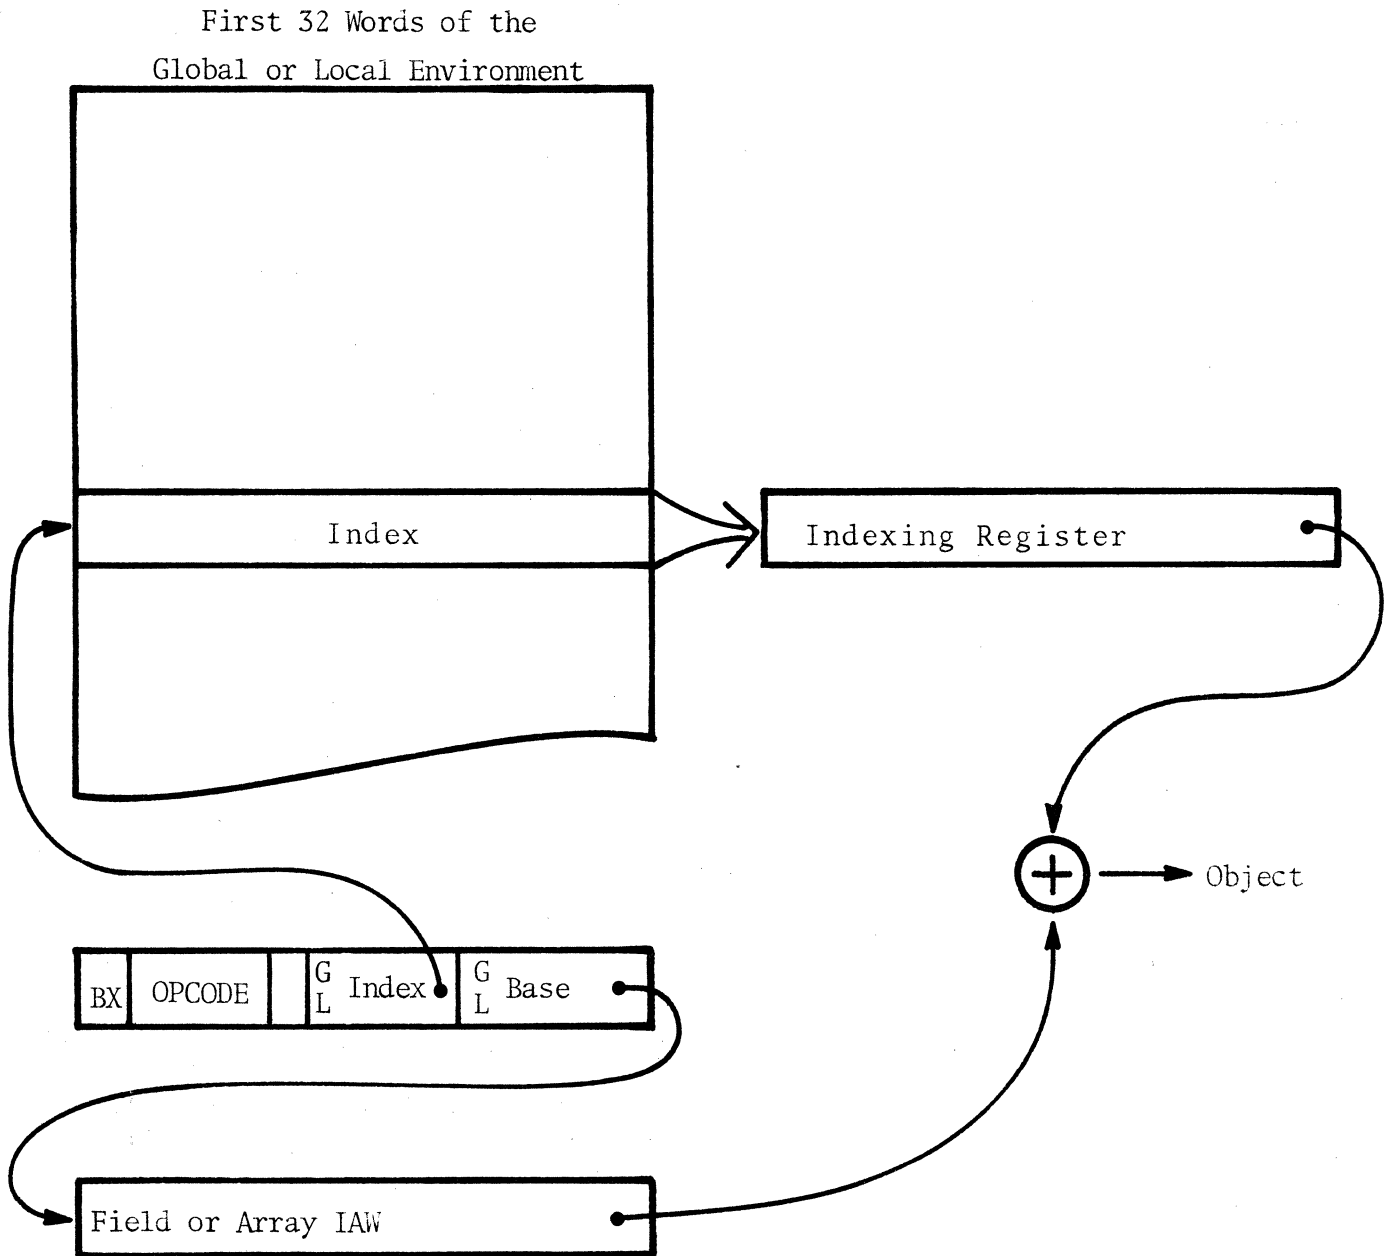 First 32 Words of the
Global or Local Environment
Index
Indexing Register
Object
BX
OPCODE
G
L
Index
G
L
Base
Field or Array IAW